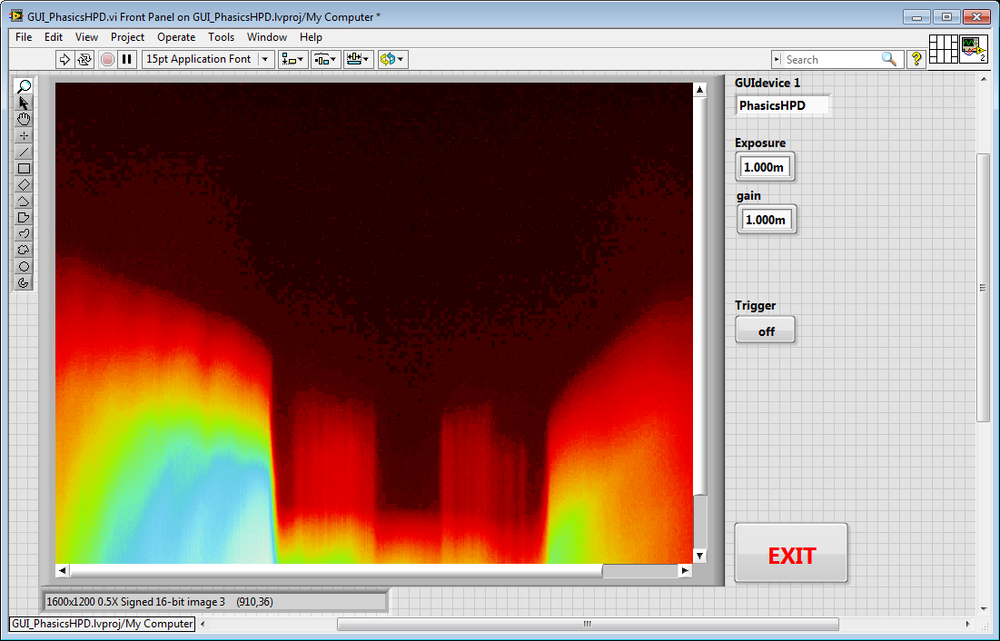 GUI_PhasicsHPD.vi Front Panel on GUI_PhasicsHPD.lvproj/My Computer *
File Edit View Project Operate Tools Window Help
15pt Application Font
Search
?
2
GUIdevice 1
PhasicsHPD
Exposure
1.000m
gain
1.000m
Trigger
off
EXIT
1600x1200 0.5X Signed 16-bit image 3 (910,36)
GUI_PhasicsHPD.lvproj/My Computer